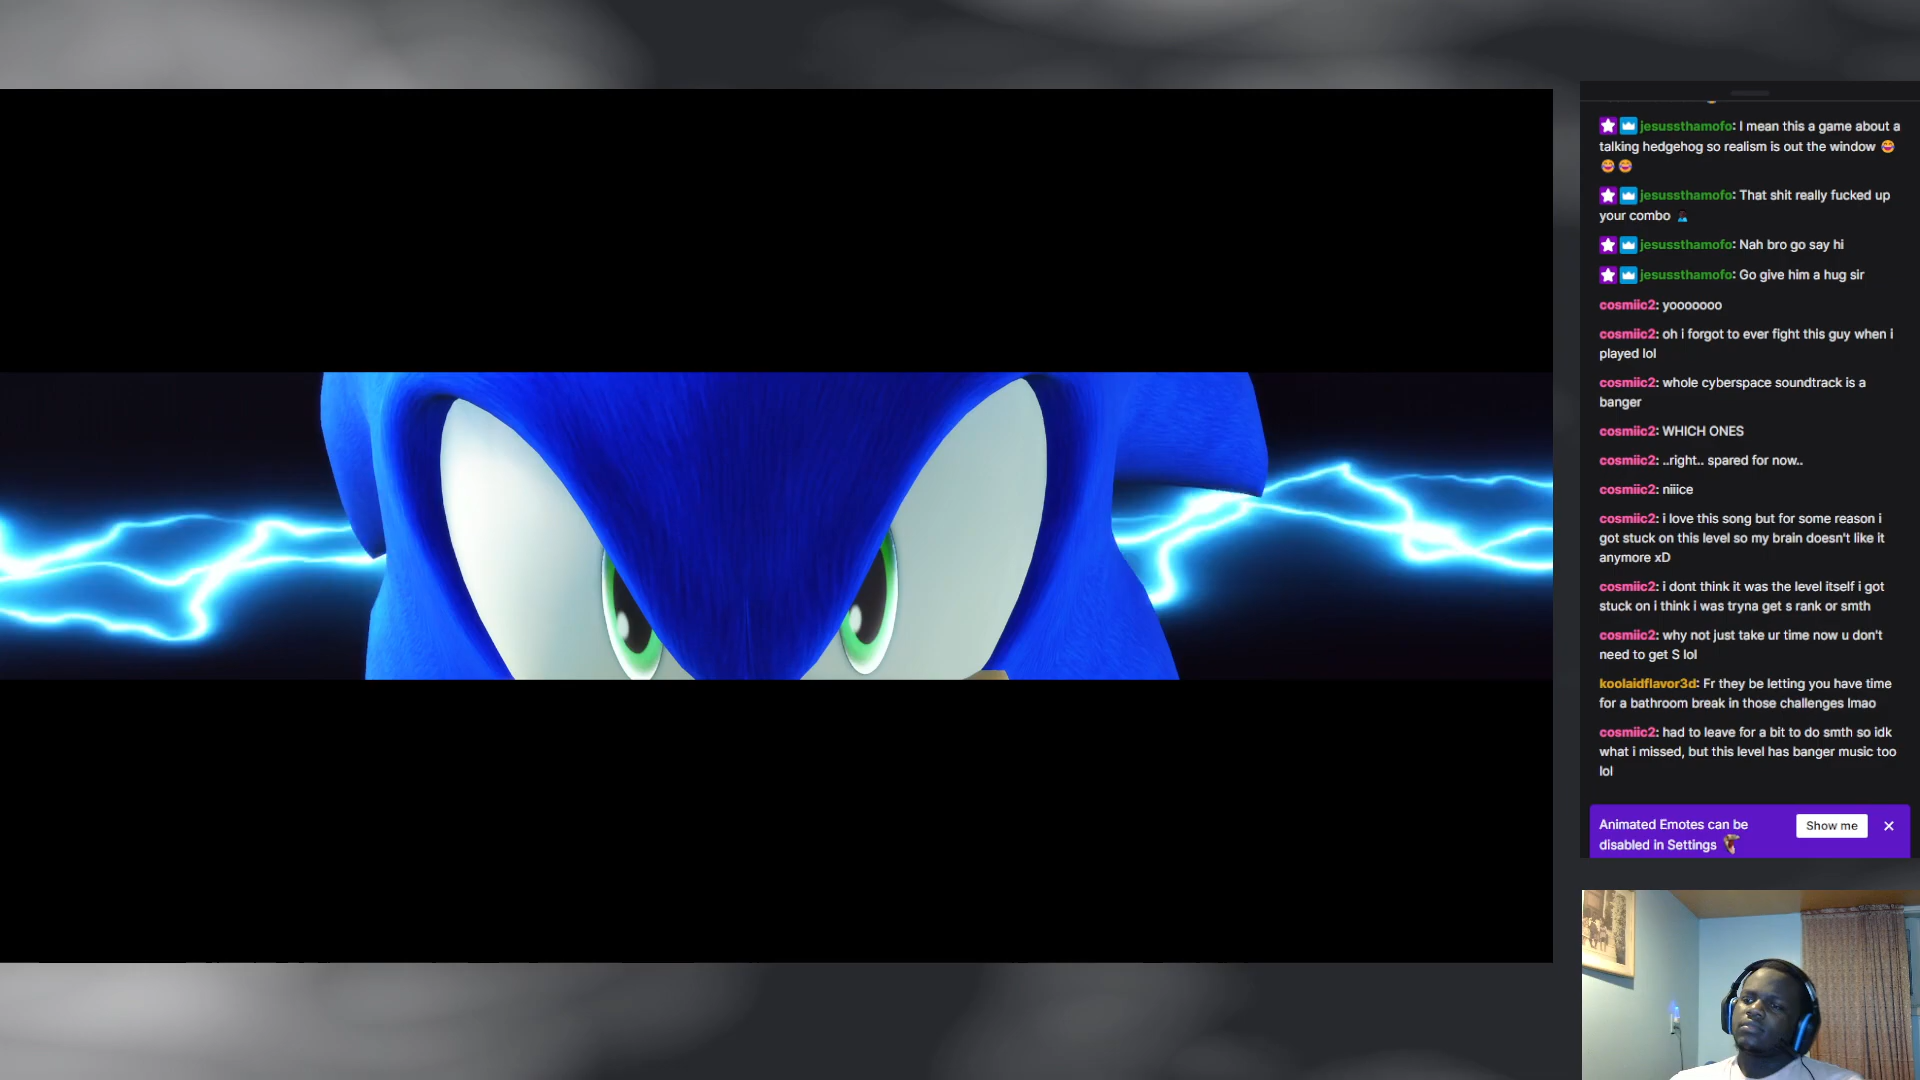 jesussthamofo: I mean this a game about a
talking hedgehog so realism is out the window
jesussthamofo: That shit really fucked up
your combo
jesussthamofo: Nah bro go say hi
jesussthamofo: Go give him a hug sir
cosmiic2: yooooooo
cosmiic2: oh i forgot to ever fight this guy when i
played lol
cosmiic2: whole cyberspace soundtrack is a
banger
cosmiic2: WHICH ONES
cosmiic2: ..right.. spared for now..
cosmiic2: niiice
cosmiic2: i love this song but for some reason i
got stuck on this level so my brain doesn't like it
anymore xD
cosmiic2: i dont think it was the level itself i got
stuck on i think i was tryna get s rank or smth
cosmiic2: why not just take ur time now u don't
need to get S lol
koolaidflavor3d: Fr they be letting you have time
for a bathroom break in those challenges lmao
cosmiic2: had to leave for a bit to do smth so idk
what i missed, but this level has banger music too
lol
Animated Emotes can be
disabled in Settings
Show me